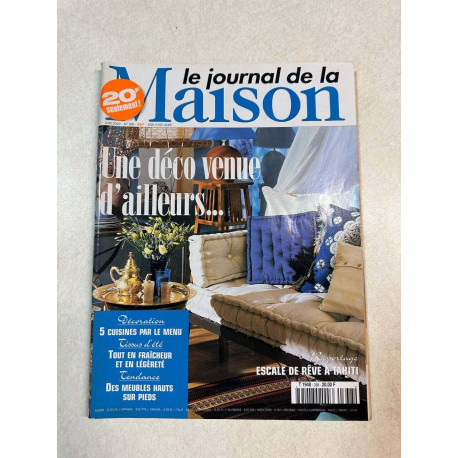 le journal de la
Maison
20F
seulement!
Une déco venue
d'ailleurs...
Décoration
5 CUISINES PAR LE MENU
Tissus d'été
TOUT EN FRAÎCHEUR
ET EN LÉGÈRETÉ
Tendance
DES MEUBLES HAUTS
SUR PIEDS
Reportage
ESCALE DE RÊVE À TAHITI
20,00 F